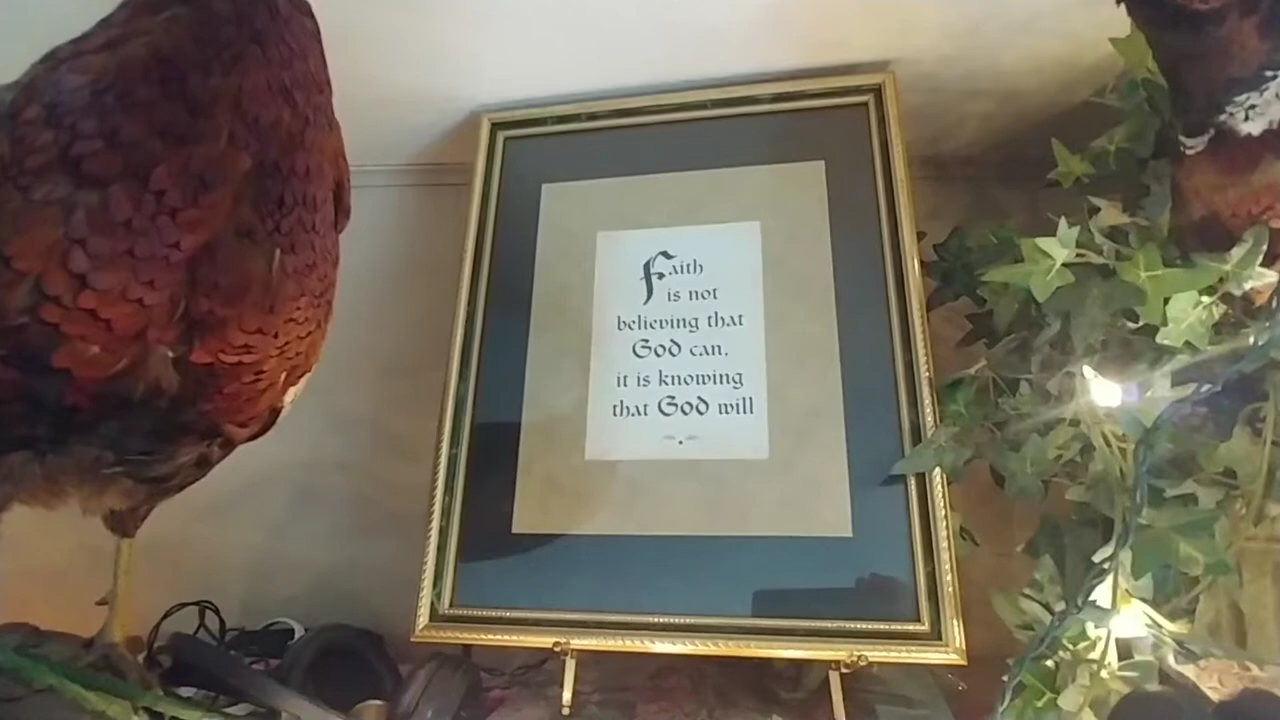 Faith
is not
believing that
God can,
it is knowing
that God will